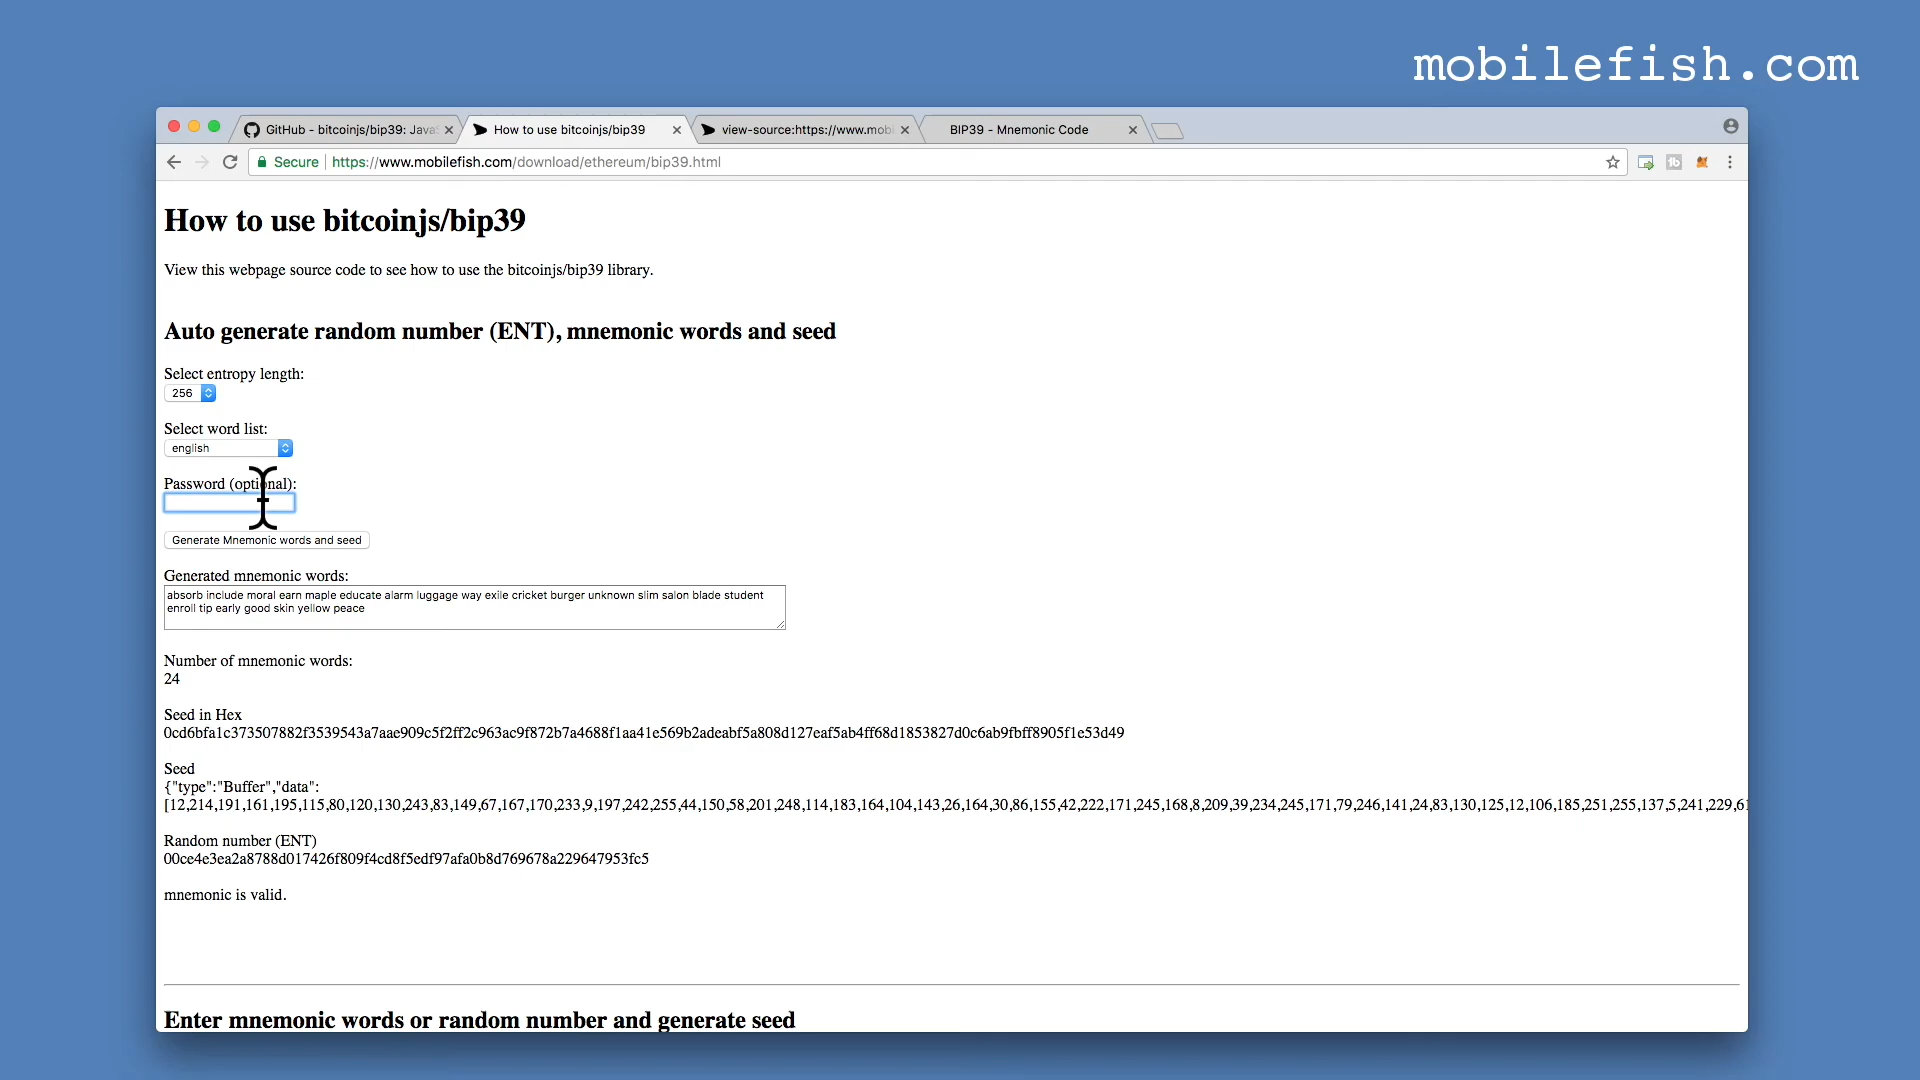 mobilefish.com
GitHub - bitcoinjs/bip39: Java
How to use bitcoinjs/bip39
view-source:https://www.mobi
BIP39 - Mnemonic Code
Secure
https://www.mobilefish.com/download/ethereum/bip39.html
How to use bitcoinjs/bip39
View this webpage source code to see how to use the bitcoinjs/bip39 library.
Auto generate random number (ENT), mnemonic words and seed
Select entropy length:
256
Select word list:
english
Password (optional):
Generate Mnemonic words and seed
Generated mnemonic words:
absorb include moral earn maple educate alarm luggage way exile cricket burger unknown slim salon blade student
enroll tip early good skin yellow peace
Number of mnemonic words:
24
Seed in Hex
0cd6bfa1c373507882f3539543a7aae909c5f2ff2c963ac9f872b7a4688f1aa41e569b2adeabf5a808d127eaf5ab4ff68d1853827d0c6ab9fbff8905f1e53d49
Seed
{"type":"Buffer","data":
[12,214,191,161,195,115,80,120,130,243,83,149,67,167,170,233,9,197,242,255,44,150,58,201,248,114,183,164,104,143,26,164,30,86,155,42,222,171,245,168,8,209,39,234,245,171,79,246,141,24,83,130,125,12,106,185,251,255,137,5,241,229,61
Random number (ENT)
00ce4e3ea2a8788d017426f809f4cd8f5edf97afa0b8d769678a229647953fc5
mnemonic is valid.
Enter mnemonic words or random number and generate seed